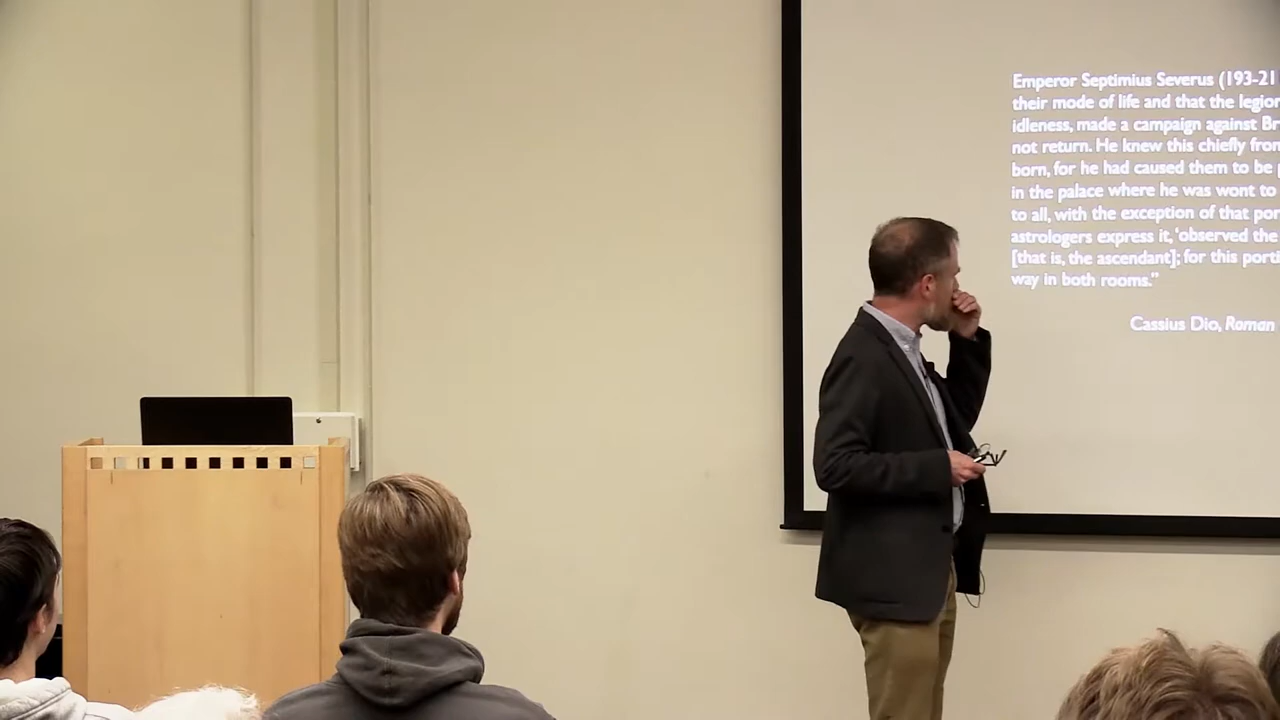 Emperor Septimius Severus (193-21
their mode of life and that the legion
idleness, made a campaign against Br
not return. He knew this chiefly from
born, for he had caused them to be p
in the palace where he was wont to
to all, with the exception of that por
astrologers express it, 'observed the
[that is, the ascendant]; for this porti
way in both rooms."
Cassius Dio, Roman